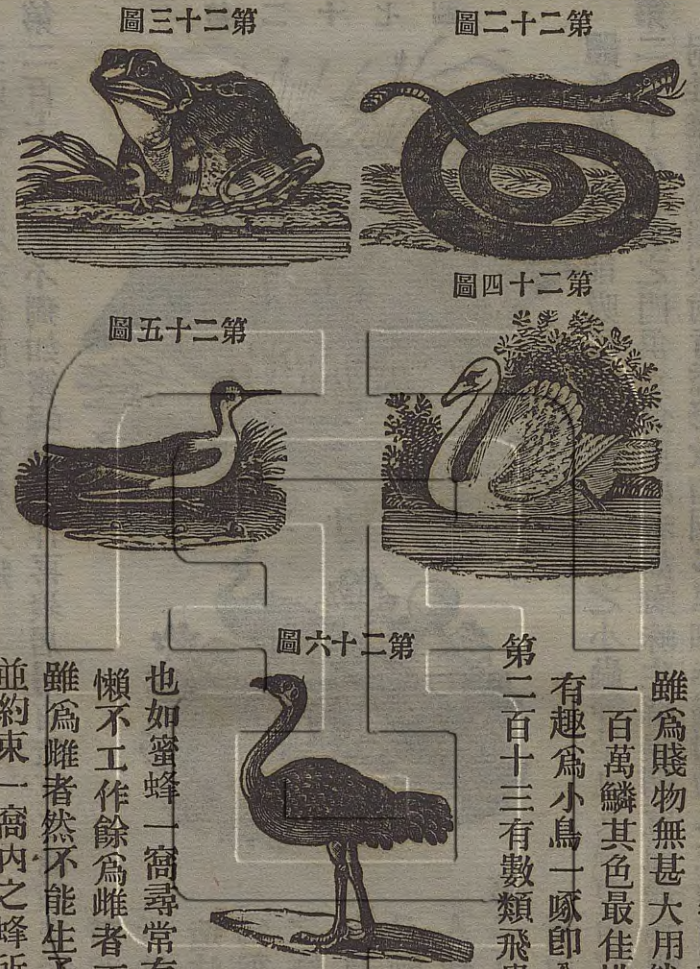 第二十二圖
第二十三圖
第二十四圖
第二十五圖
第二十六圖
雖爲賤物無甚大用
一百萬鱗其色最佳
有趣爲小鳥一啄卽
第二百十三有數類飛
也如蜜蜂一窩尋常有
懶不工作餘爲雌者
雖爲雌者然不能生子
並約束一窩內之蜂所